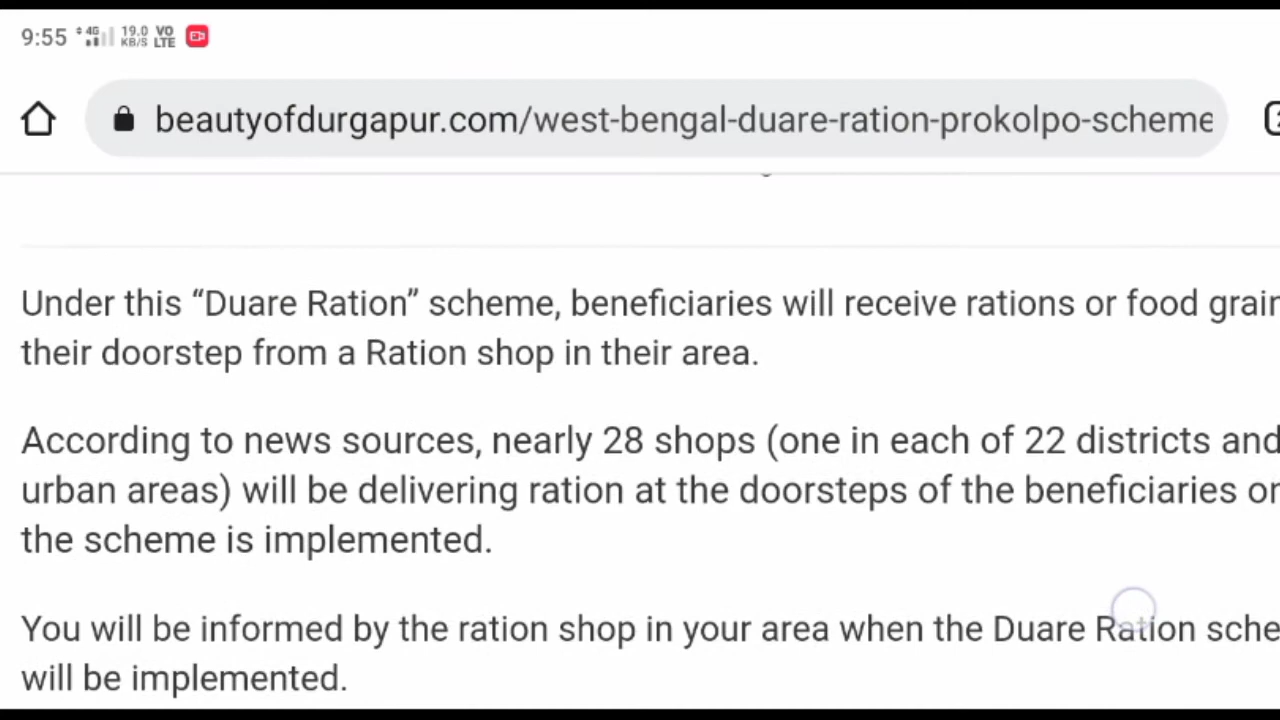 9:55 4G 19.0 KB/S VO LTE
beautyofdurgapur.com/west-bengal-duare-ration-prokolpo-scheme
Under this “Duare Ration” scheme, beneficiaries will receive rations or food
their doorstep from a Ration shop in their area.
According to news sources, nearly 28 shops (one in each of 22 districts and
urban areas) will be delivering ration at the doorsteps of the beneficiaries
the scheme is implemented.
You will be informed by the ration shop in your area when the Duare Ration
will be implemented.